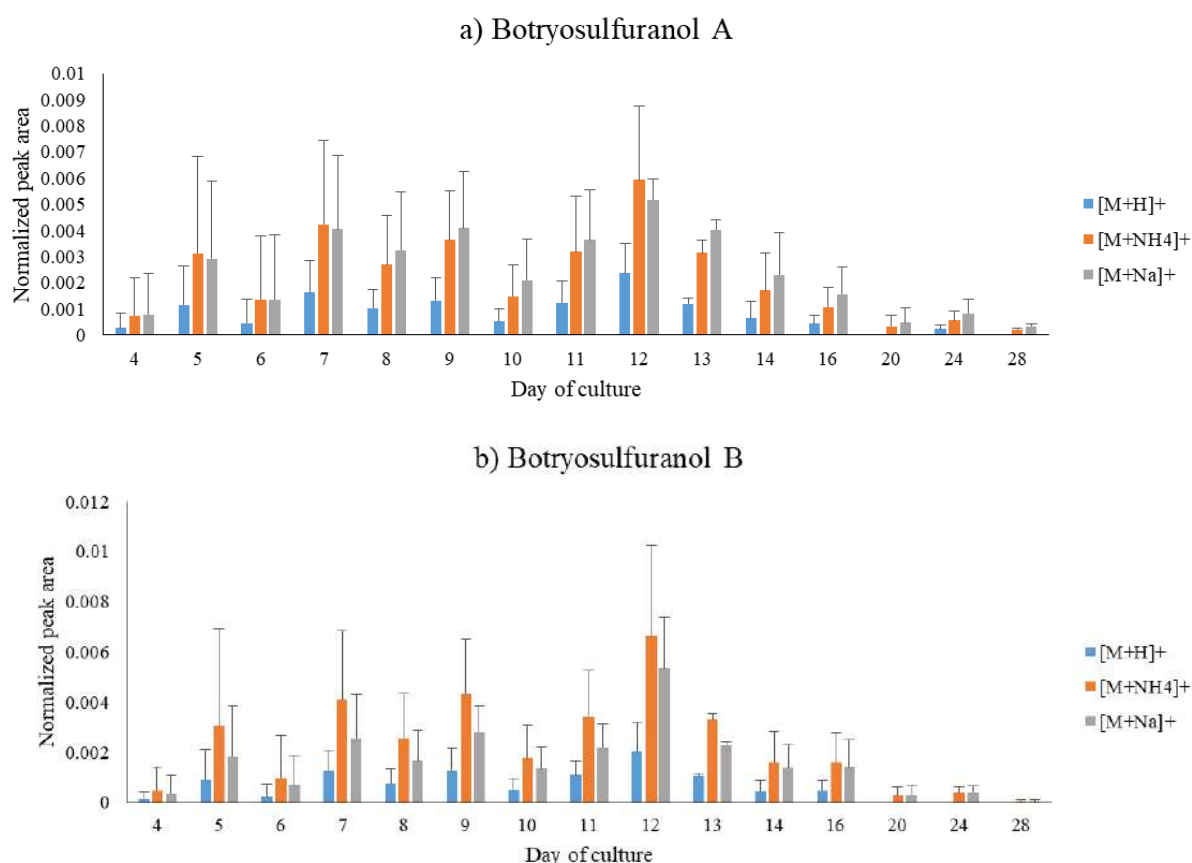 a) Botryosulfuranol A
Normalized peak area
0.01
0.009
0.008
0.007
0.006
0.005
0.004
0.003
0.002
0.001
0
4 5 6 7 8 9 10 11 12 13 14 16 20 24 28
Day of culture
[M+H]+
[M+NH4]+
[M+Na]+
b) Botryosulfuranol B
Normalized peak area
0.012
0.01
0.008
0.006
0.004
0.002
0
4 5 6 7 8 9 10 11 12 13 14 16 20 24 28
Day of culture
[M+H]+
[M+NH4]+
[M+Na]+